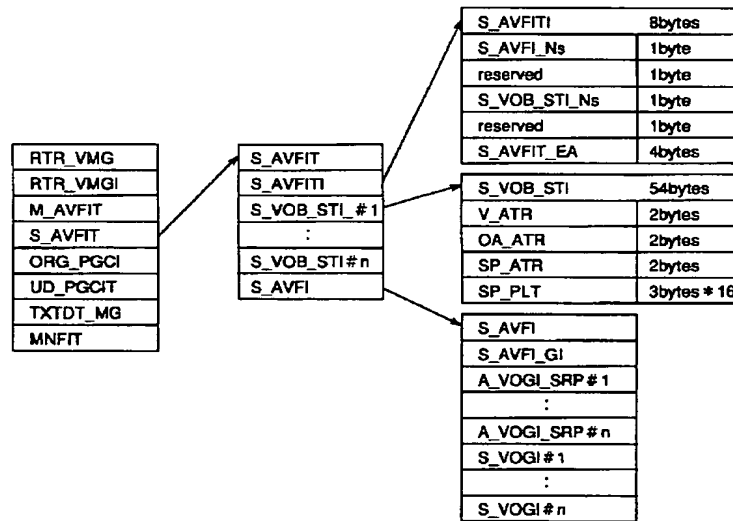 RTR_VMG
RTR_VMGI
M_AVFIT
S_AVFIT
ORG_PGCI
UD_PGCIT
TXTDT_MG
MNFIT
S_AVFIT
S_AVFITI
S_VOB_STI_#1
:
S_VOB_STI#n
S_AVFI
S_AVFITI 8bytes
S_AVFI_Ns 1byte
reserved 1byte
S_VOB_STI_Ns 1byte
reserved 1byte
S_AVFIT_EA 4bytes
S_VOB_STI 54bytes
V_ATR 2bytes
OA_ATR 2bytes
SP_ATR 2bytes
SP_PLT 3bytes*16
S_AVFI
S_AVFI_GI
A_VOGI_SRP#1
:
A_VOGI_SRP#n
S_VOGI#1
:
S_VOGI#n